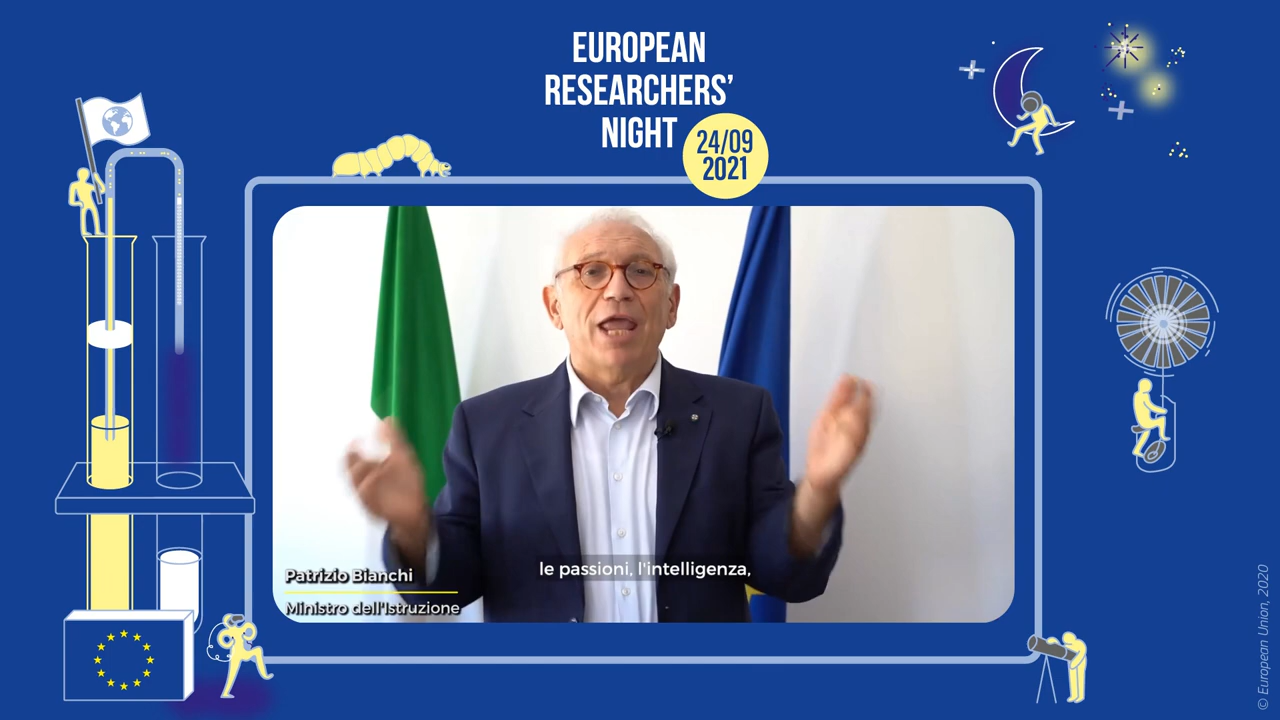 EUROPEAN
RESEARCHERS’
NIGHT
24/09
2021
le passioni, l'intelligenza,
Patrizio Bianchi
Ministro dell'Istruzione
© European Union, 2020